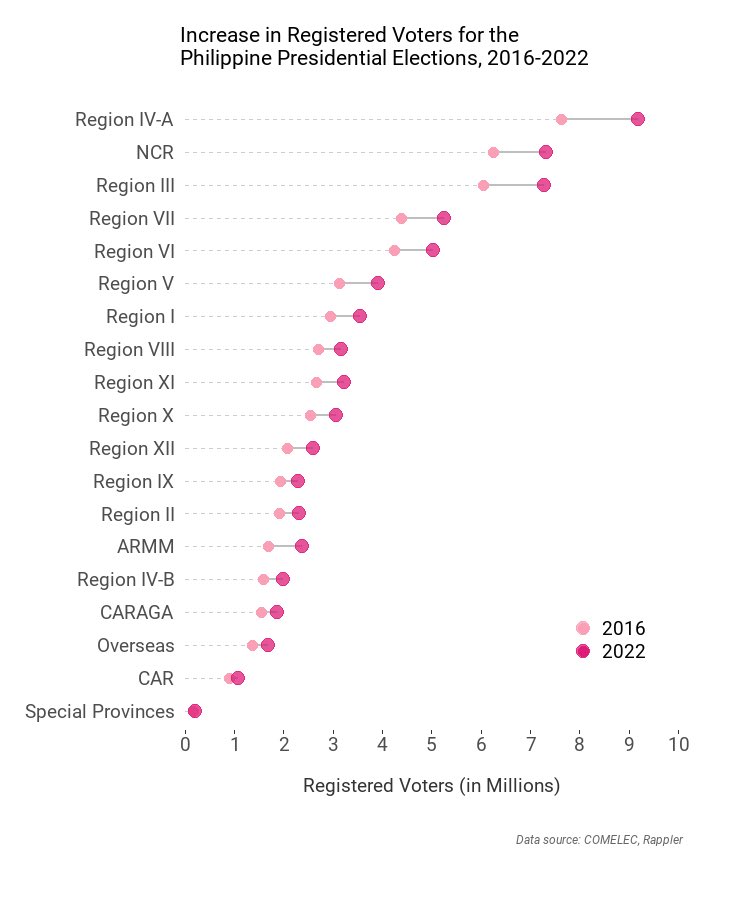 Increase in Registered Voters for the
Philippine Presidential Elections, 2016-2022
Region IV-A
NCR
Region III
Region VII
Region VI
Region V
Region I
Region VIII
Region XI
Region X
Region XII
Region IX
Region II
ARMM
Region IV-B
CARAGA
Overseas
CAR
Special Provinces
2016
2022
0 1 2 3 4 5 6 7 8 9 10
Registered Voters (in Millions)
Data source: COMELEC, Rappler